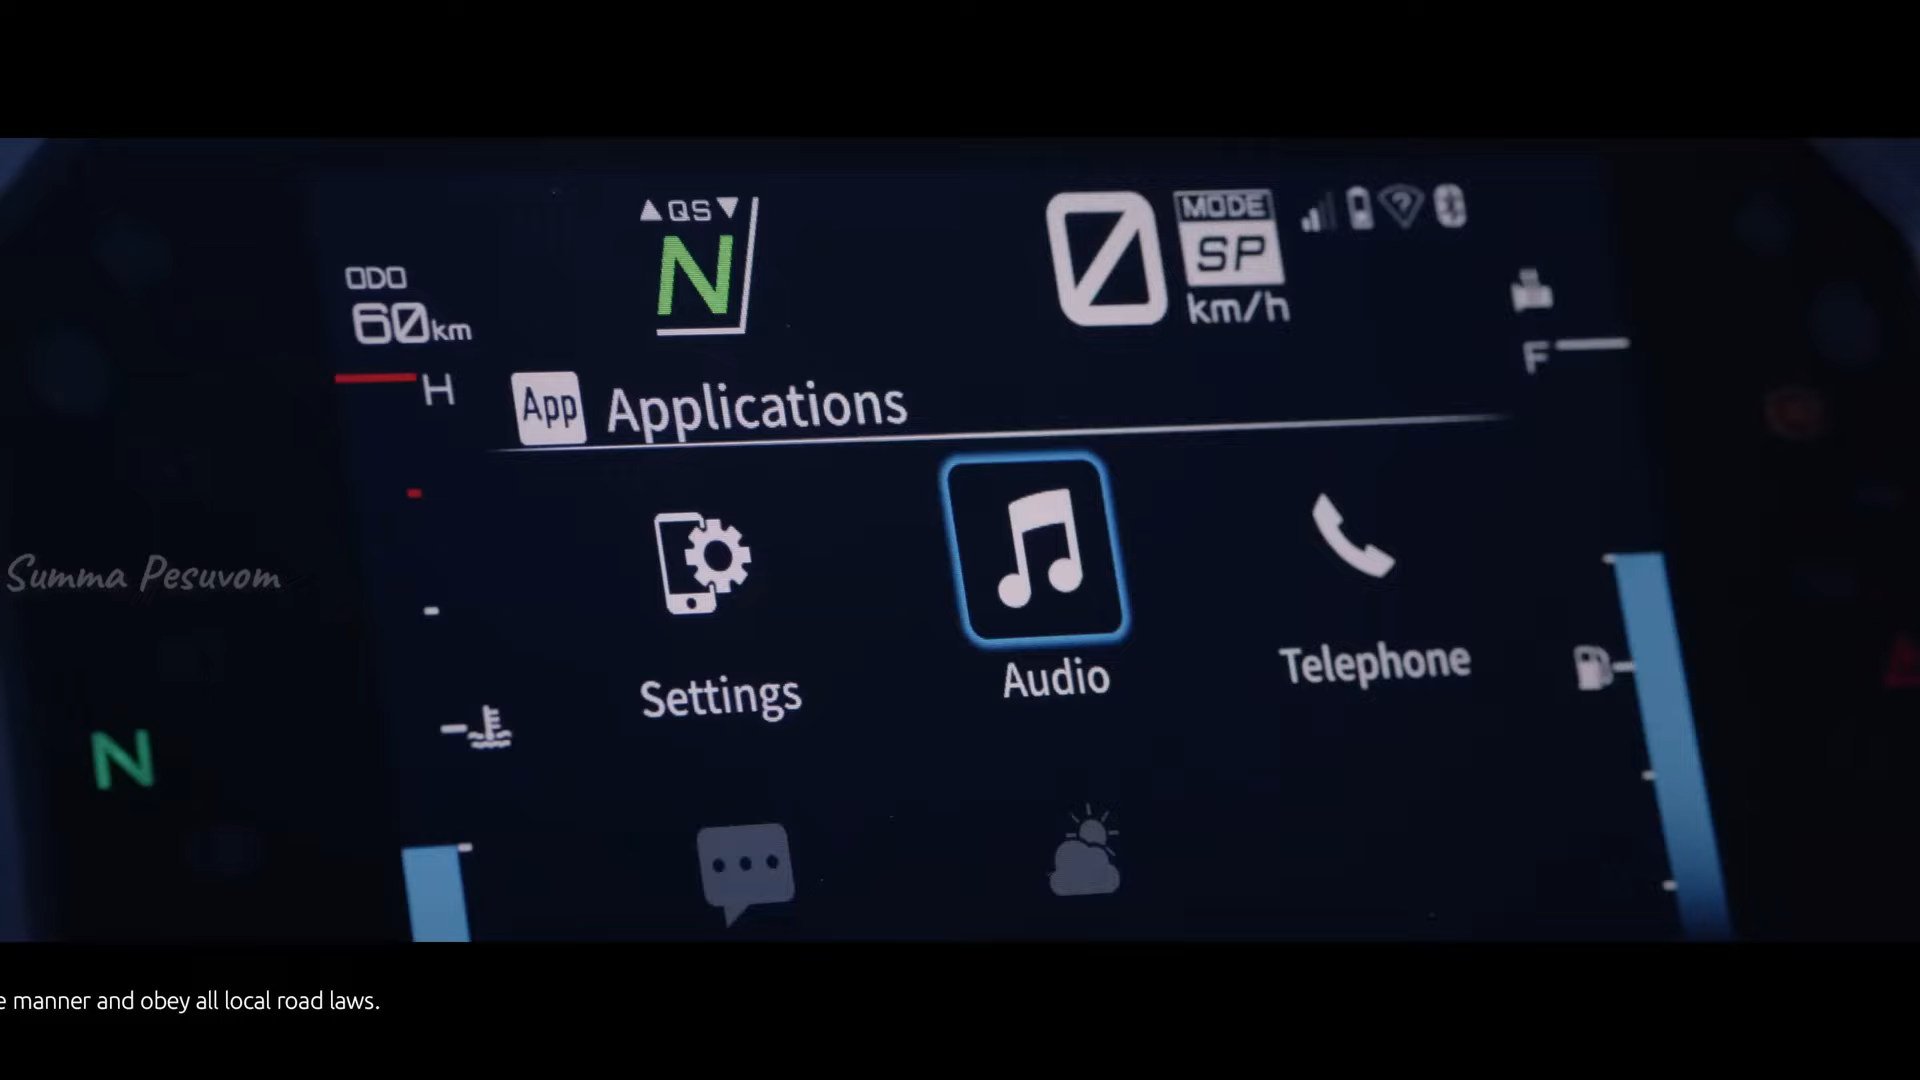 ▲QS▼
N
0
MODE
SP
km/h
ODO
60km
H
F
App Applications
Settings
Audio
Telephone
Summa Pesuvom
N
e manner and obey all local road laws.